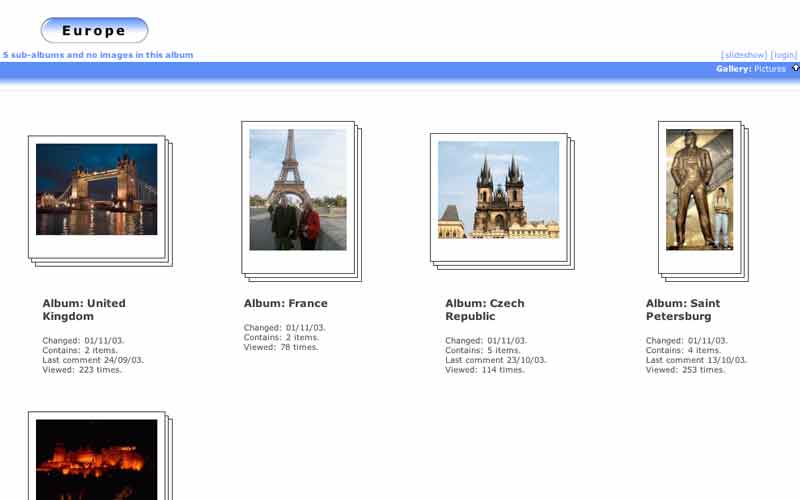 Europe
5 sub-albums and no images in this album
[slideshow] [login]
Gallery: Pictures
Album: United
Kingdom
Changed: 01/11/03.
Contains: 2 items.
Last comment 24/09/03.
Viewed: 223 times.
Album: France
Changed: 01/11/03.
Contains: 2 items.
Viewed: 78 times.
Album: Czech
Republic
Changed: 01/11/03.
Contains: 5 items.
Last comment 23/10/03.
Viewed: 114 times.
Album: Saint
Petersburg
Changed: 01/11/03.
Contains: 4 items.
Last comment 13/10/03.
Viewed: 253 times.